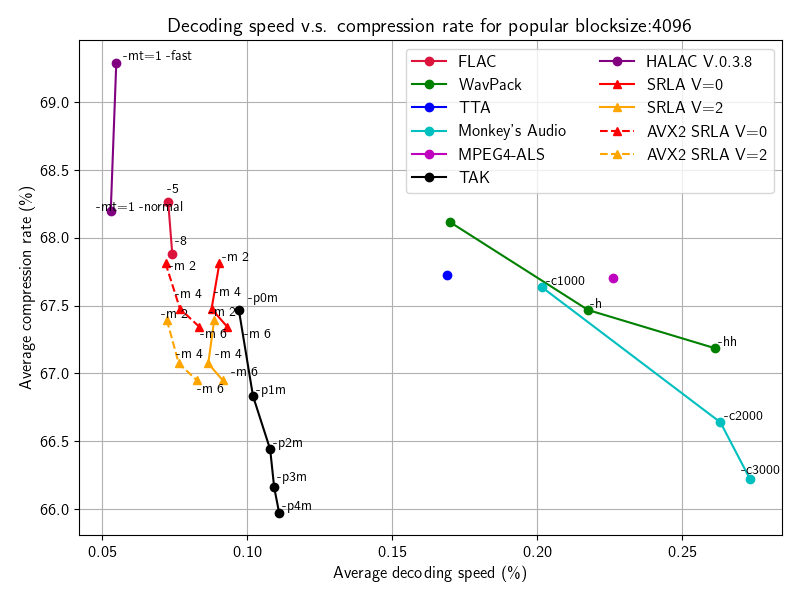 Decoding speed v.s. compression rate for popular blocksize:4096
Average compression rate (%)
69.0
68.5
68.0
67.5
67.0
66.5
66.0
0.05
0.10
0.15
0.20
0.25
Average decoding speed (%)
FLAC
WavPack
TTA
Monkey's Audio
MPEG4-ALS
TAK
HALAC V.0.3.8
SRLA V=0
SRLA V=2
AVX2 SRLA V=0
AVX2 SRLA V=2
-mt=1 -fast
-mt=1 -normal
-5
-8
-m 2
-m 4
-m 6
-m 2
-m 4
-m 6
-m 2
-m 4
-m 6
-m 2
-m 4
-m 6
-p0m
-p1m
-p2m
-p3m
-p4m
-c1000
-h
-hh
-c2000
-c3000